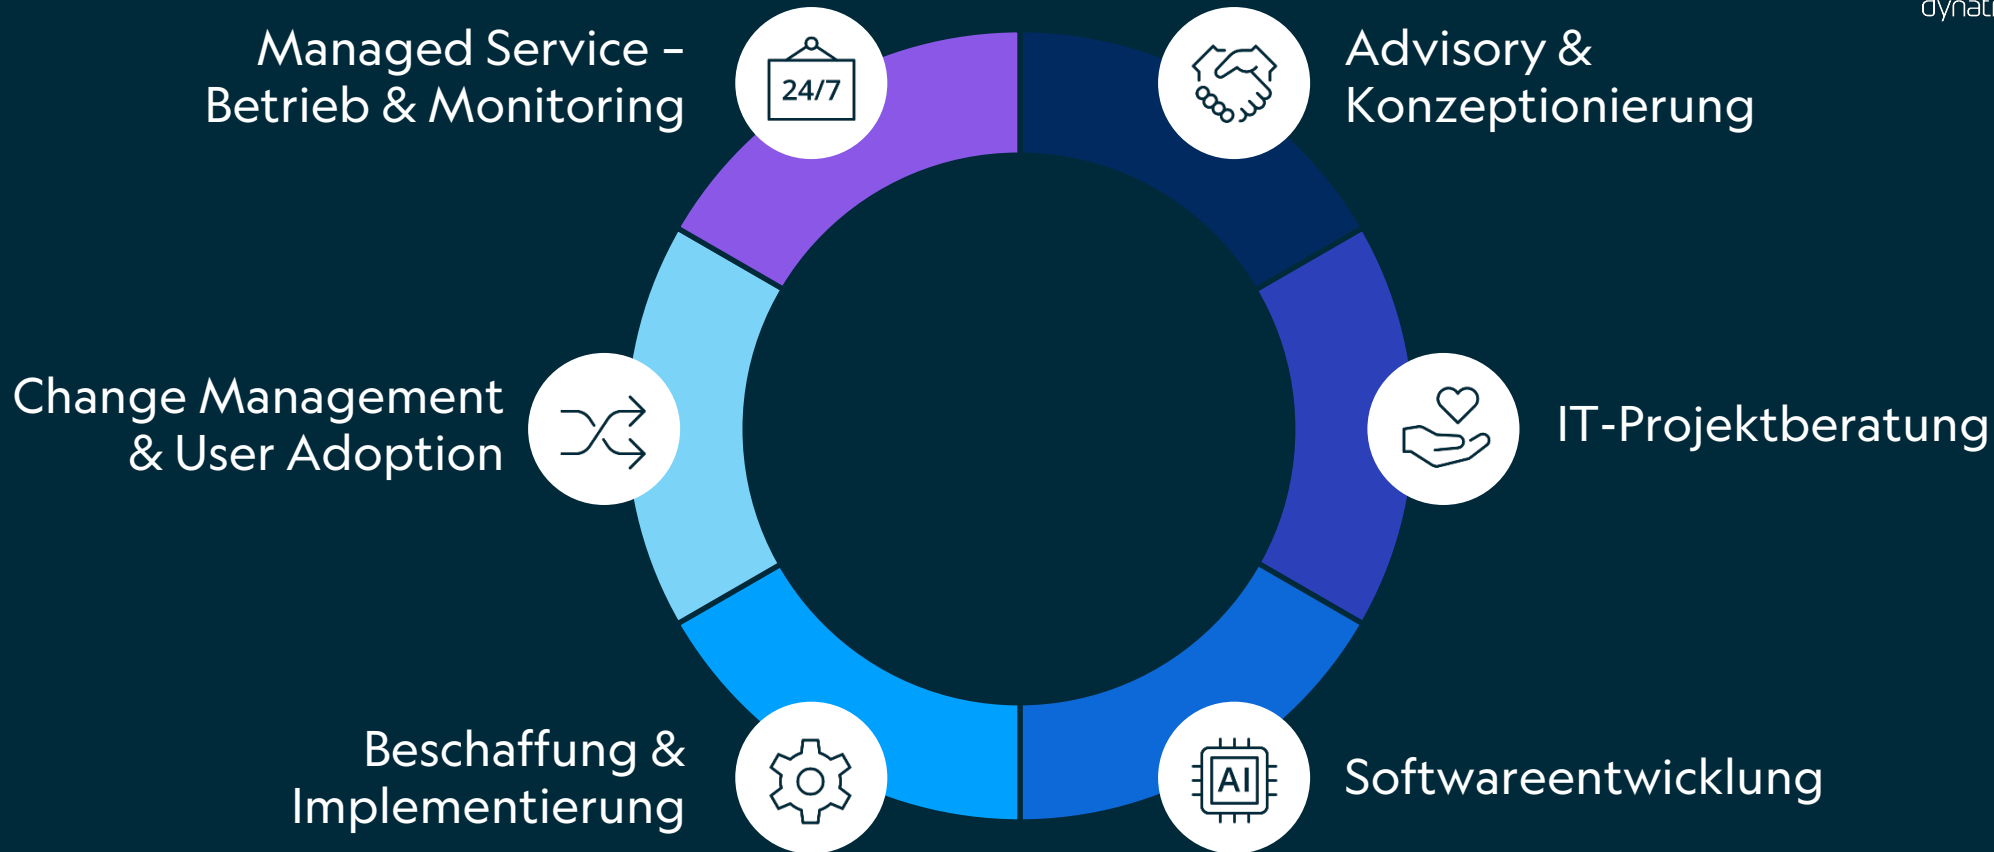 Managed Service –
Betrieb & Monitoring
24/7
Advisory &
Konzeptionierung
Change Management
& User Adoption
IT-Projektberatung
Beschaffung &
Implementierung
AI
Softwareentwicklung